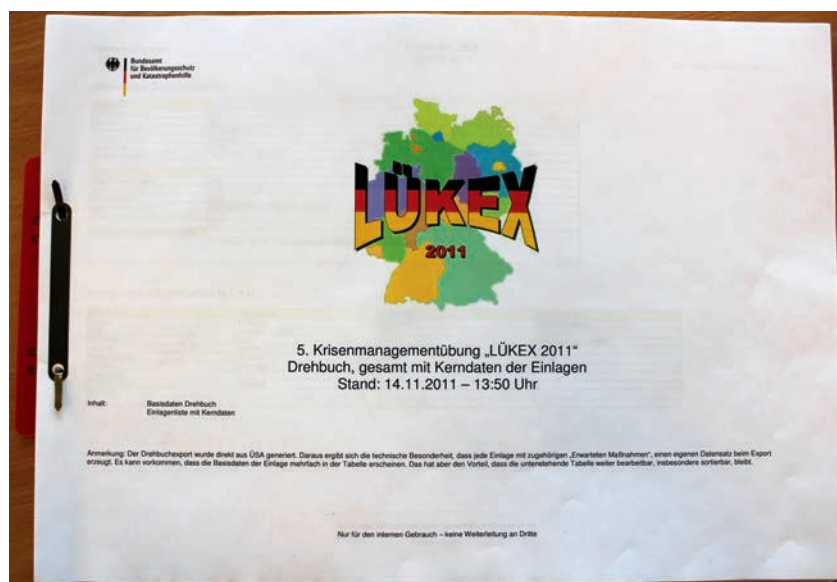 Bundesamt
für Bevölkerungsschutz
und Katastrophenhilfe
LÜKEX
2011
5. Krisenmanagementübung „LÜKEX 2011“
Drehbuch, gesamt mit Kerndaten der Einlagen
Stand: 14.11.2011 – 13:50 Uhr
Inhalt: Basisdaten Drehbuch
Einlagenliste mit Kerndaten
Anmerkung: Der Drehbuchexport wurde direkt aus ÜSA generiert. Daraus ergibt sich die technische Besonderheit, dass jede Einlage mit zugehörigen „Erwarteten Maßnahmen“, einen eigenen Datensatz beim Export
erzeugt. Es kann vorkommen, dass die Basisdaten der Einlage mehrfach in der Tabelle erscheinen. Das hat aber den Vorteil, dass die untenstehende Tabelle weiter bearbeitbar, insbesondere sortierbar, bleibt.
Nur für den internen Gebrauch – keine Weiterleitung an Dritte